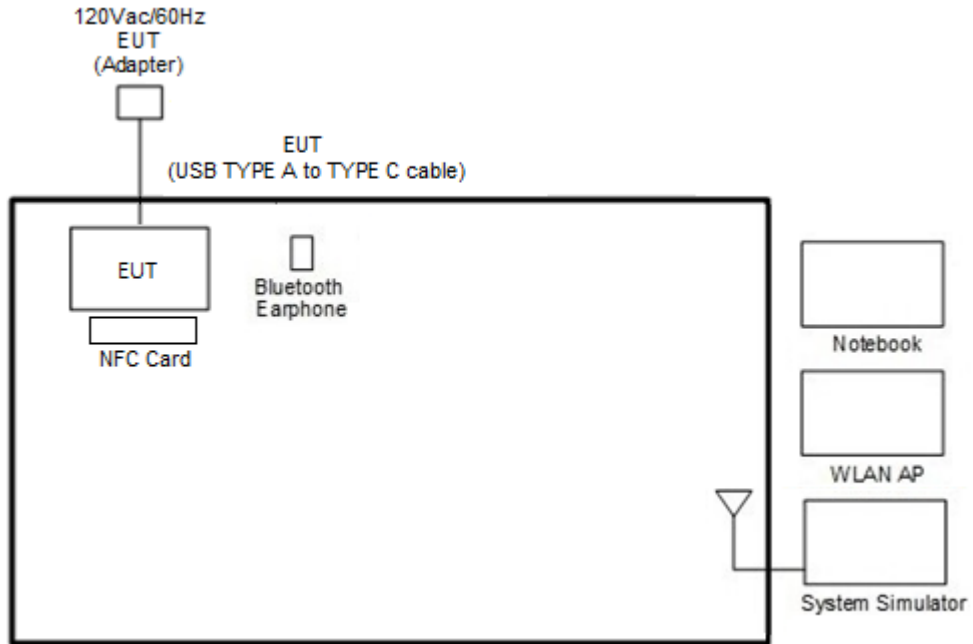 120Vac/60Hz
EUT
(Adapter)
EUT
(USB TYPE A to TYPE C cable)
EUT
Bluetooth
Earphone
NFC Card
Notebook
WLAN AP
System Simulator